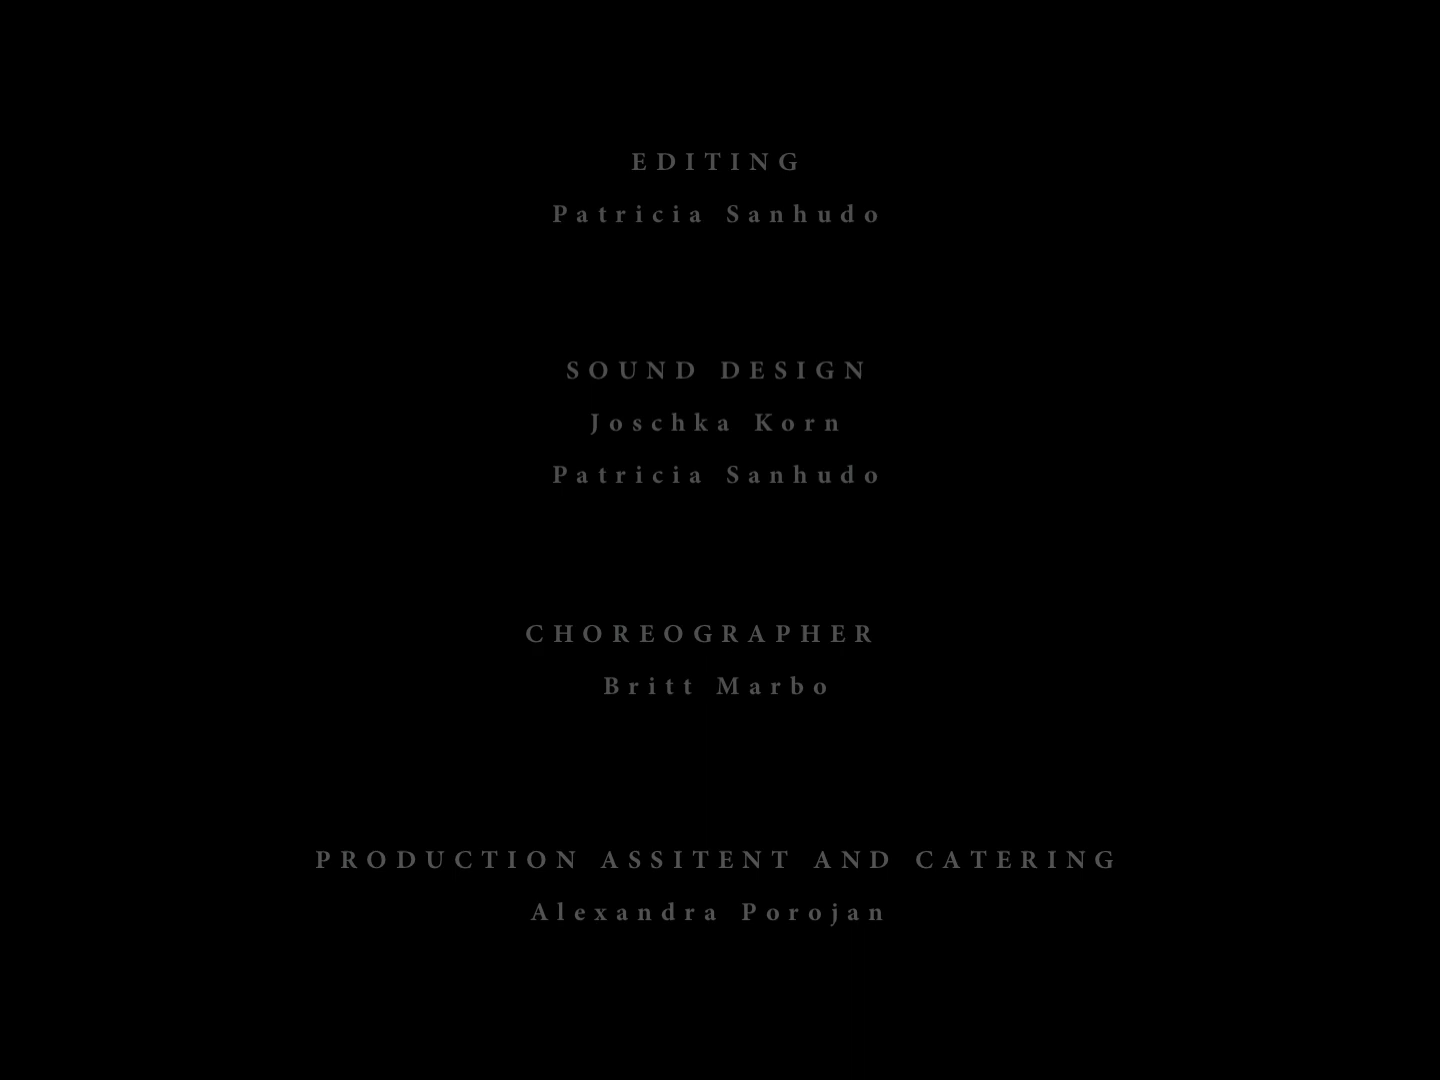 EDITING
Patricia Sanhudo
SOUND DESIGN
Joschka Korn
Patricia Sanhudo
CHOREOGRAPHER
Britt Marbo
PRODUCTION ASSITENT AND CATERING
Alexandra Porojan